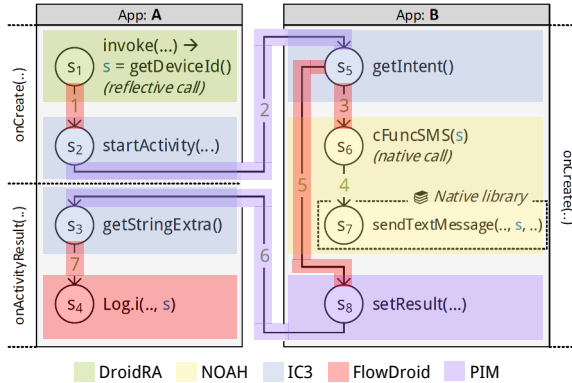 App: A
App: B
onCreate(..)
s1
invoke(...) →
s = getDeviceId()
(reflective call)
1
s2
startActivity(...)
2
s5
getIntent()
3
s6
cFuncSMS(s)
(native call)
4
5
Native library
s7
sendTextMessage(.., s, ..)
onCreate(..)
onActivityResult(..)
s3
getStringExtra()
6
7
s4
Log.i(.., s)
s8
setResult(...)
DroidRA
NOAH
IC3
FlowDroid
PIM